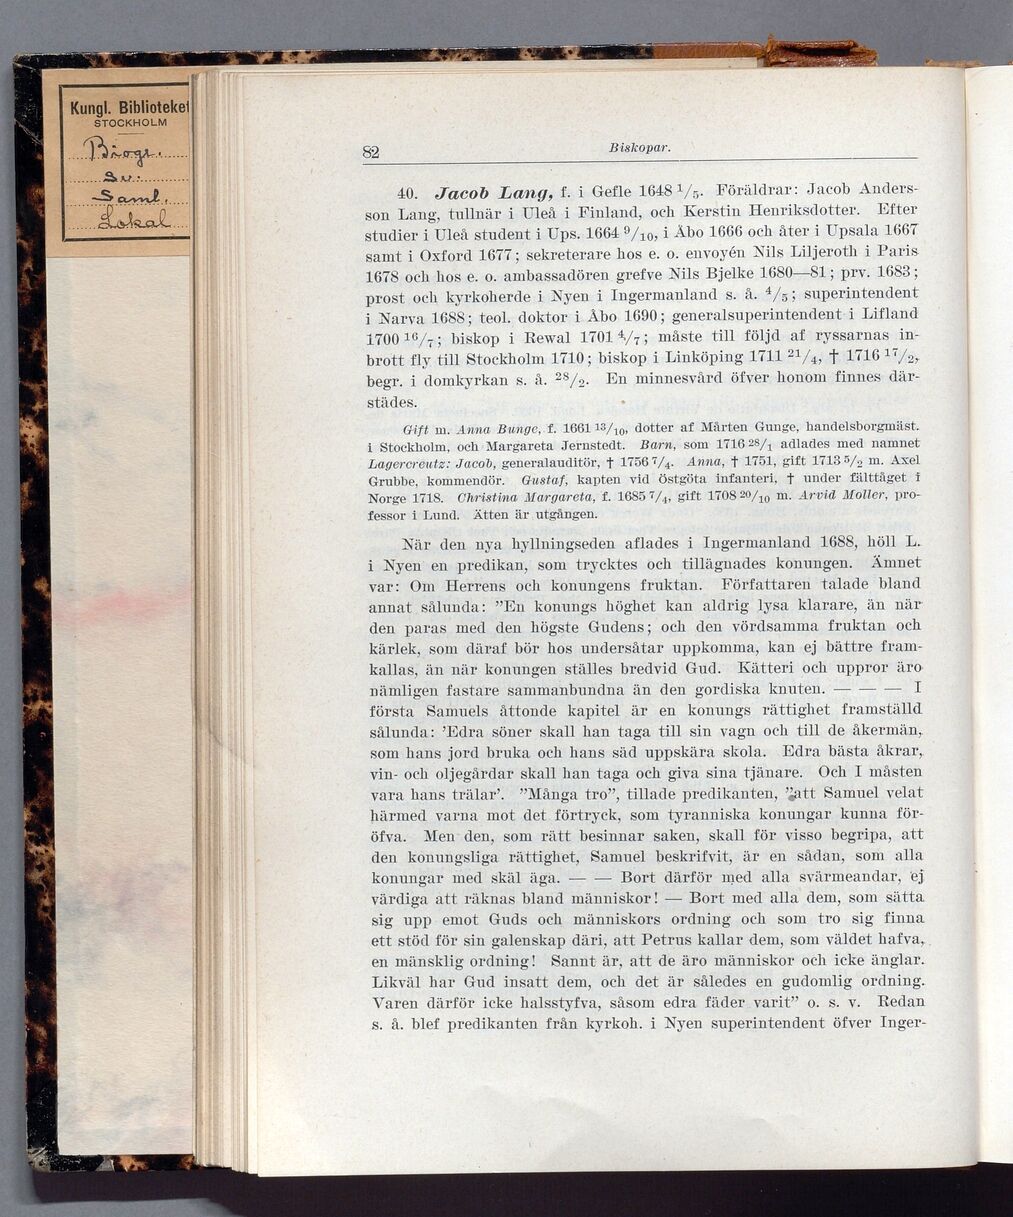 Kungl. Biblioteket
STOCKHOLM
Biogr.
Sv.
Saml.
Lokal
82
Biskopar.
40. Jacob Lang, f. i Gefle 1648 1/5. Föräldrar: Jacob Anders-
son Lang, tullnär i Uleå i Finland, och Kerstin Henriksdotter. Efter
studier i Uleå student i Ups. 1664 9/10, i Åbo 1666 och åter i Upsala 1667
samt i Oxford 1677; sekreterare hos e. o. envoyén Nils Liljeroth i Paris
1678 och hos e. o. ambassadören grefve Nils Bjelke 1680—81; prv. 1683;
prost och kyrkoherde i Nyen i Ingermanland s. å. 4/5; superintendent
i Narva 1688; teol. doktor i Åbo 1690; generalsuperintendent i Lifland
1700 16/7; biskop i Rewal 1701 4/7; måste till följd af ryssarnas in-
brott fly till Stockholm 1710; biskop i Linköping 1711 21/4, † 1716 17/2,
begr. i domkyrkan s. å. 28/2. En minnesvård öfver honom finnes där-
städes.
Gift m. Anna Bunge, f. 1661 13/10, dotter af Mårten Gunge, handelsborgmäst.
i Stockholm, och Margareta Jernstedt. Barn, som 1716 28/1 adlades med namnet
Lagercreutz: Jacob, generalauditör, † 1756 7/4. Anna, † 1751, gift 1713 5/2 m. Axel
Grubbe, kommendör. Gustaf, kapten vid östgöta infanteri, † under fälttåget i
Norge 1718. Christina Margareta, f. 1685 7/4, gift 1708 20/10 m. Arvid Moller, pro-
fessor i Lund. Ätten är utgången.
När den nya hyllningseden aflades i Ingermanland 1688, höll L.
i Nyen en predikan, som trycktes och tillägnades konungen. Ämnet
var: Om Herrens och konungens fruktan. Författaren talade bland
annat sålunda: ”En konungs höghet kan aldrig lysa klarare, än när
den paras med den högste Gudens; och den vördsamma fruktan och
kärlek, som däraf bör hos undersåtar uppkomma, kan ej bättre fram-
kallas, än när konungen ställes bredvid Gud. Kätteri och uppror äro
nämligen fastare sammanbundna än den gordiska knuten. — — — I
första Samuels åttonde kapitel är en konungs rättighet framställd
sålunda: ’Edra söner skall han taga till sin vagn och till de åkermän,
som hans jord bruka och hans säd uppskära skola. Edra bästa åkrar,
vin- och oljegårdar skall han taga och giva sina tjänare. Och I måsten
vara hans trälar’. ”Många tro”, tillade predikanten, ”att Samuel velat
härmed varna mot det förtryck, som tyranniska konungar kunna för-
öfva. Men den, som rätt besinnar saken, skall för visso begripa, att
den konungsliga rättighet, Samuel beskrifvit, är en sådan, som alla
konungar med skäl äga. — — Bort därför med alla svärmeandar, ej
värdiga att räknas bland människor! — Bort med alla dem, som sätta
sig upp emot Guds och människors ordning och som tro sig finna
ett stöd för sin galenskap däri, att Petrus kallar dem, som väldet hafva,
en mänsklig ordning! Sannt är, att de äro människor och icke änglar.
Likväl har Gud insatt dem, och det är således en gudomlig ordning.
Varen därför icke halsstyfva, såsom edra fäder varit” o. s. v. Redan
s. å. blef predikanten från kyrkoh. i Nyen superintendent öfver Inger-